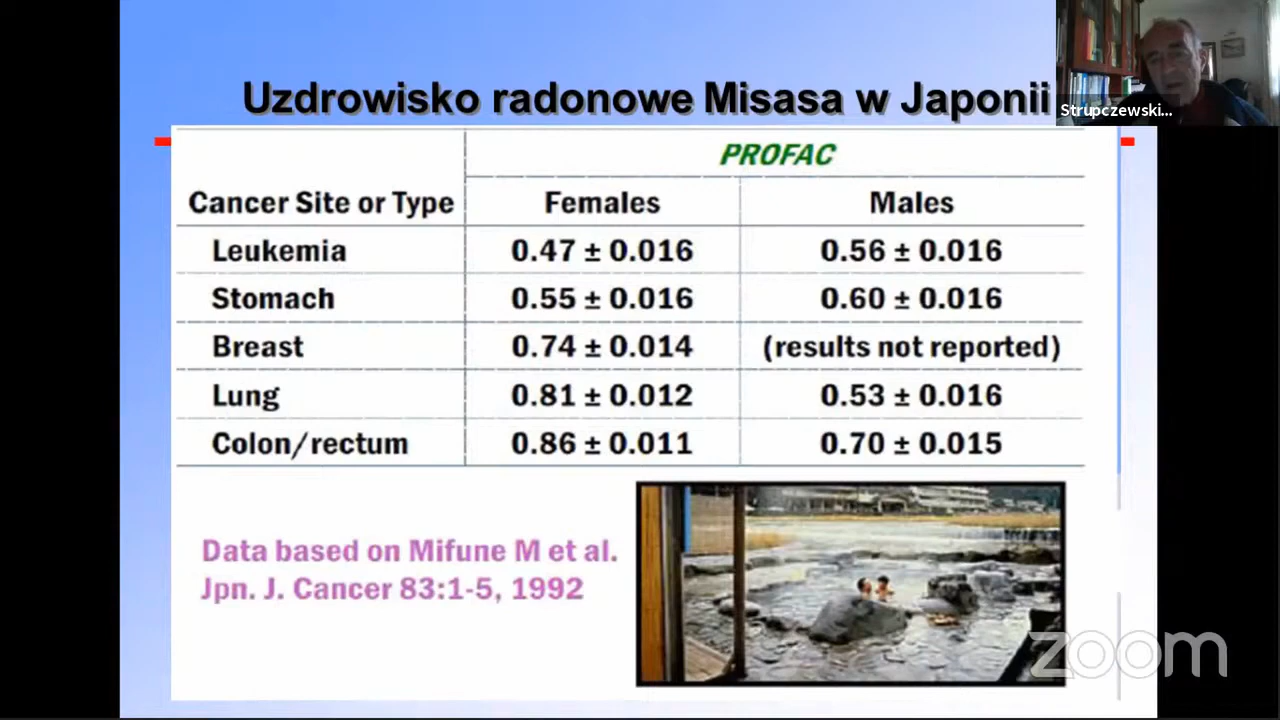 Uzdrowisko radonowe Misasa w Japonii
Strupczewski...
PROFAC
Cancer Site or Type Females Males
Leukemia 0.47 ± 0.016 0.56 ± 0.016
Stomach 0.55 ± 0.016 0.60 ± 0.016
Breast 0.74 ± 0.014 (results not reported)
Lung 0.81 ± 0.012 0.53 ± 0.016
Colon/rectum 0.86 ± 0.011 0.70 ± 0.015
Data based on Mifune M et al.
Jpn. J. Cancer 83:1-5, 1992
zoom